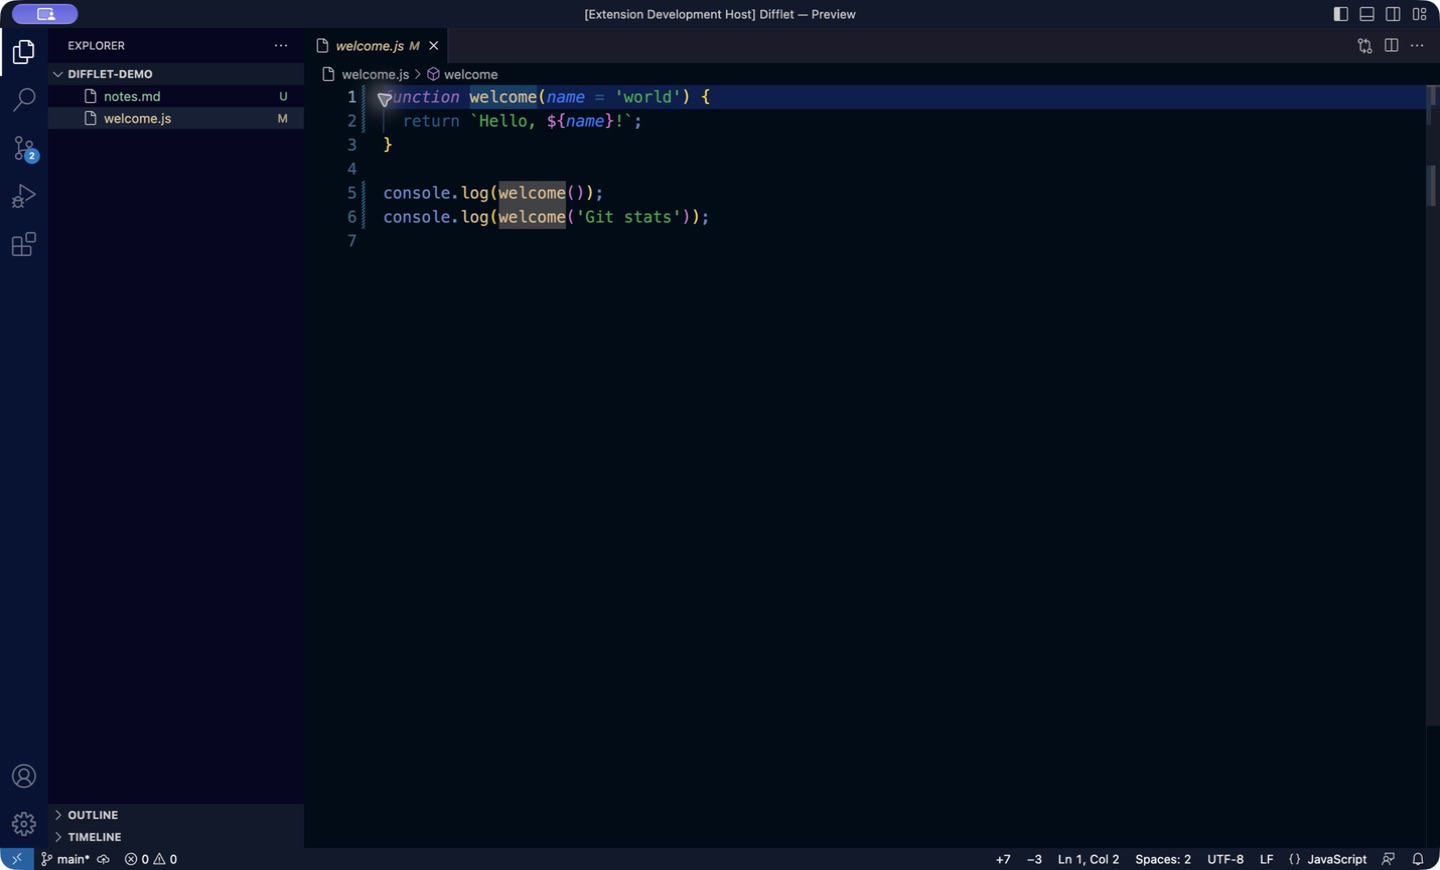 [Extension Development Host] Difflet — Preview
EXPLORER
DIFFLET-DEMO
notes.md U
welcome.js M
OUTLINE
TIMELINE
welcome.js M
welcome.js > welcome
1 function welcome(name = 'world') {
2 return `Hello, ${name}!`;
3 }
4
5 console.log(welcome());
6 console.log(welcome('Git stats'));
7
2
main* 0 0
+7 −3 Ln 1, Col 2 Spaces: 2 UTF-8 LF {} JavaScript